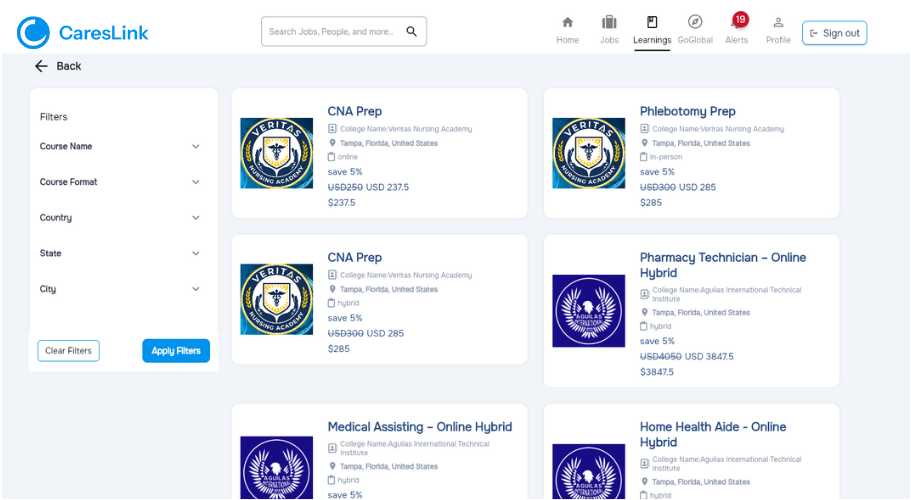 CaresLink
Search Jobs, People, and more..
Home
Jobs
Learnings
GoGlobal
19
Alerts
Profile
Sign out
Back
Filters
Course Name
Course Format
Country
State
City
Clear Filters
Apply Filters
VERITAS
NURSING ACADEMY
CNA Prep
College Name:Veritas Nursing Academy
Tampa, Florida, United States
online
save 5%
USD250 USD 237.5
$237.5
VERITAS
NURSING ACADEMY
Phlebotomy Prep
College Name:Veritas Nursing Academy
Tampa, Florida, United States
in-person
save 5%
USD300 USD 285
$285
VERITAS
NURSING ACADEMY
CNA Prep
College Name:Veritas Nursing Academy
Tampa, Florida, United States
hybrid
save 5%
USD300 USD 285
$285
AGUILAS
INTERNATIONAL
Pharmacy Technician – Online
Hybrid
College Name:Aguilas International Technical
Institute
Tampa, Florida, United States
hybrid
save 5%
USD4050 USD 3847.5
$3847.5
AGUILAS
INTERNATIONAL
Medical Assisting – Online Hybrid
College Name:Aguilas International Technical
Institute
Tampa, Florida, United States
hybrid
save 5%
AGUILAS
Home Health Aide - Online
Hybrid
College Name:Aguilas International Technical
Institute
Tampa, Florida, United States
hybrid